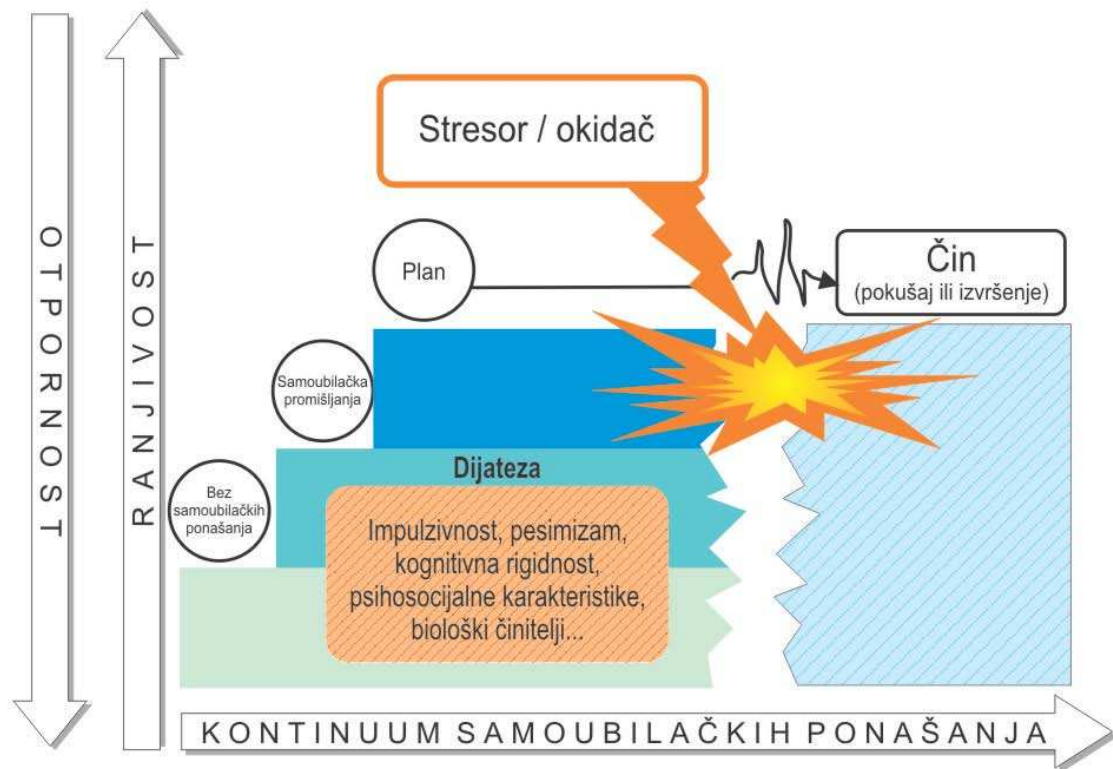 OTPORNOST
RANJIVOST
Stresor / okidač
Plan
Čin
(pokušaj ili izvršenje)
Samoubilačka
promišljanja
Bez
samoubilačkih
ponašanja
Dijateza
Impulzivnost, pesimizam,
kognitivna rigidnost,
psihosocijalne karakteristike,
biološki činitelji...
KONTINUUM SAMOUBILAČKIH PONAŠANJA